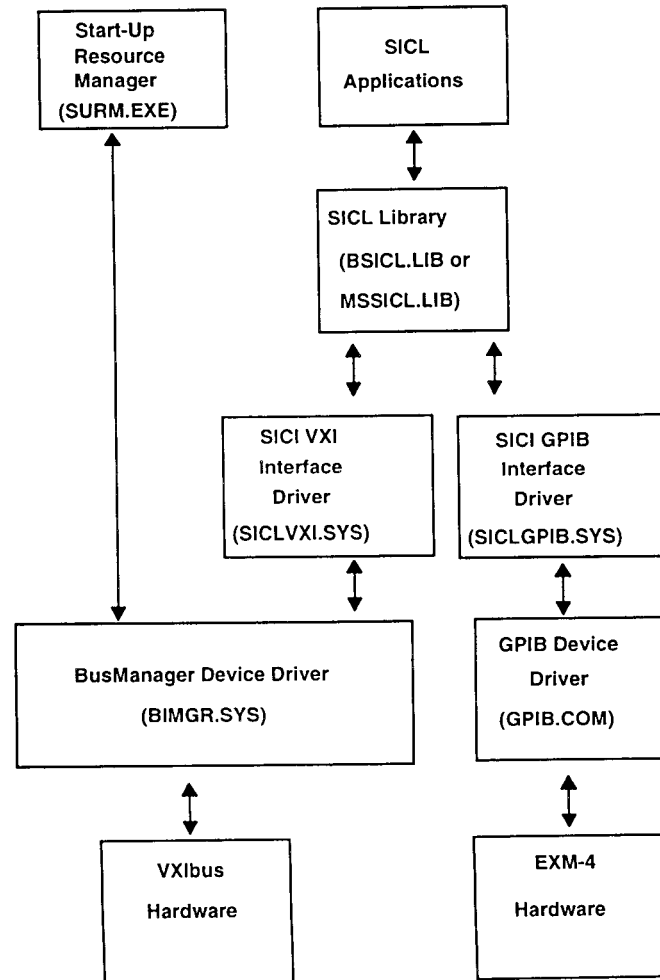 Start-Up
Resource
Manager
(SURM.EXE)
SICL
Applications
SICL Library
(BSICL.LIB or
MSSICL.LIB)
SICI VXI
Interface
Driver
(SICLVXI.SYS)
SICI GPIB
Interface
Driver
(SICLGPIB.SYS)
BusManager Device Driver
(BIMGR.SYS)
GPIB Device
Driver
(GPIB.COM)
VXIbus
Hardware
EXM-4
Hardware